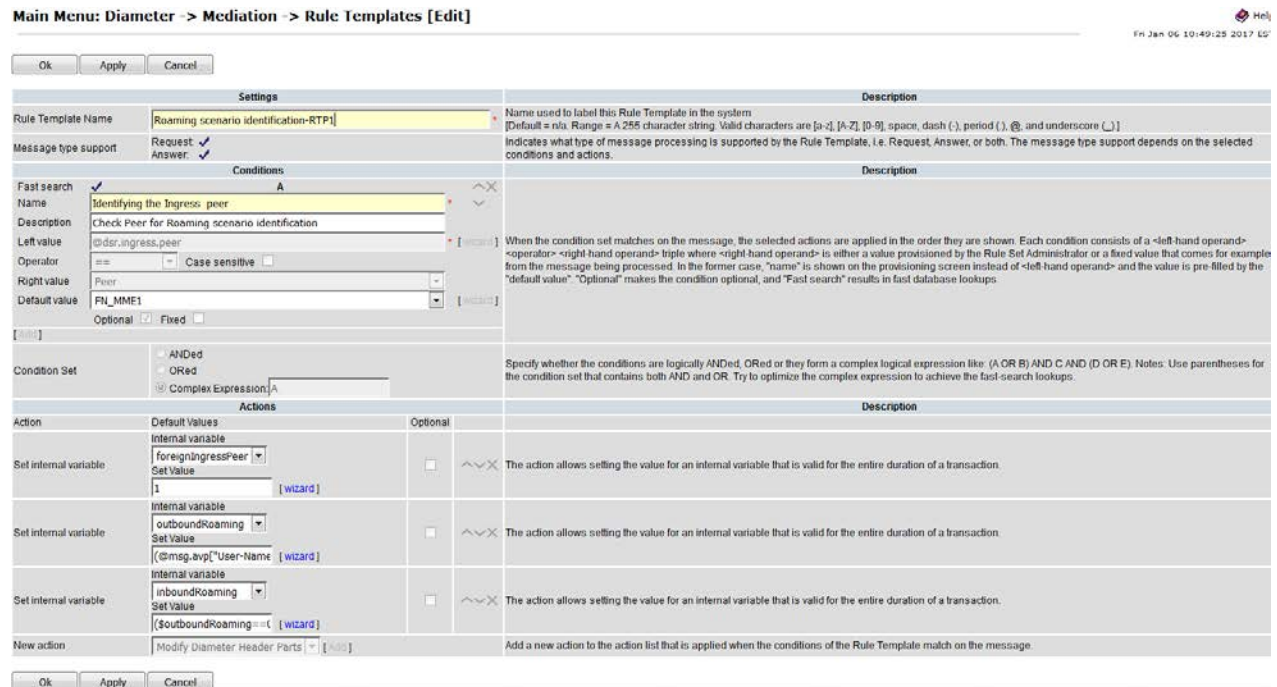 Main Menu: Diameter -> Mediation -> Rule Templates [Edit]
Help
Fri Jan 06 10:49:25 2017 EST
Ok Apply Cancel
Settings Description
Rule Template Name Roaming scenario identification-RTP1 * Name used to label this Rule Template in the system
[Default = n/a. Range = A 255 character string. Valid characters are [a-z], [A-Z], [0-9], space, dash (-), period (.), @, and underscore (_).]
Message type support Request: Indicates what type of message processing is supported by the Rule Template, i.e. Request, Answer, or both. The message type support depends on the selected
Answer: conditions and actions.
Conditions Description
Fast search A
Name Identifying the Ingress peer *
Description Check Peer for Roaming scenario identification
Left value @dsr.ingress.peer * [wizard] When the condition set matches on the message, the selected actions are applied in the order they are shown. Each condition consists of a <left-hand operand>
Operator == Case sensitive <operator> <right-hand operand> triple where <right-hand operand> is either a value provisioned by the Rule Set Administrator or a fixed value that comes for example
Right value Peer from the message being processed. In the former case, "name" is shown on the provisioning screen instead of <left-hand operand> and the value is pre-filled by the
Default value FN_MME1 [wizard] "default value". "Optional" makes the condition optional, and "Fast search" results in fast database lookups.
Optional Fixed
[Add]
ANDed
Condition Set ORed Specify whether the conditions are logically ANDed, ORed or they form a complex logical expression like: (A OR B) AND C AND (D OR E). Notes: Use parentheses for
Complex Expression: A the condition set that contains both AND and OR. Try to optimize the complex expression to achieve the fast-search lookups.
Actions Description
Action Default Values Optional
Internal variable
foreignIngressPeer
Set internal variable Set Value The action allows setting the value for an internal variable that is valid for the entire duration of a transaction.
1 [wizard]
Internal variable
outboundRoaming
Set internal variable Set Value The action allows setting the value for an internal variable that is valid for the entire duration of a transaction.
(@msg.avp["User-Name [wizard]
Internal variable
inboundRoaming
Set internal variable Set Value The action allows setting the value for an internal variable that is valid for the entire duration of a transaction.
($outboundRoaming==( [wizard]
New action Modify Diameter Header Parts [Add] Add a new action to the action list that is applied when the conditions of the Rule Template match on the message.
Ok Apply Cancel